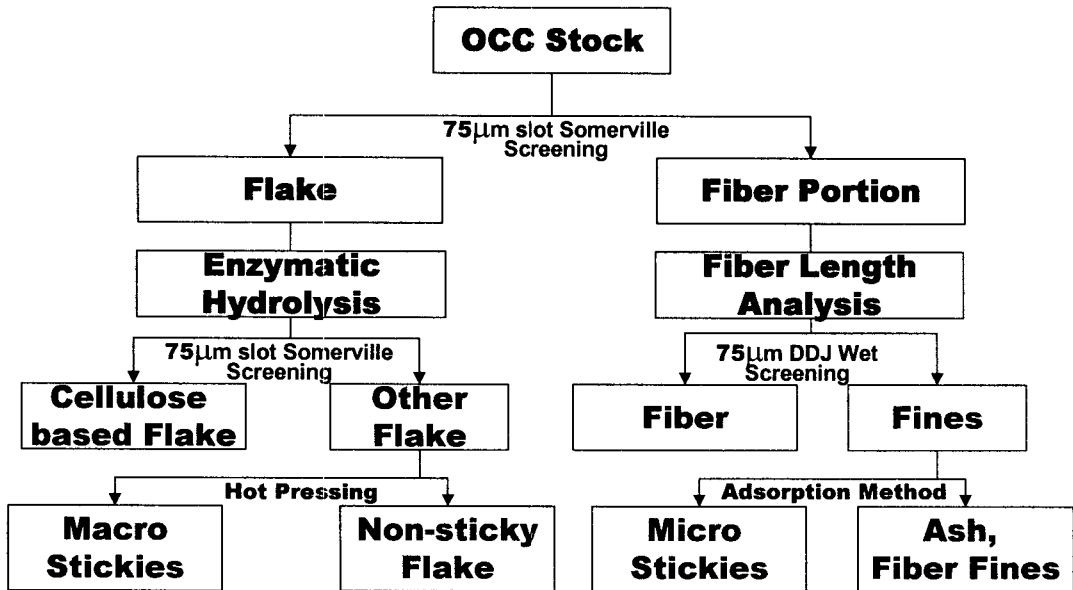 OCC Stock
75μm slot Somerville
Screening
Flake
Fiber Portion
Enzymatic
Hydrolysis
Fiber Length
Analysis
75μm slot Somerville
Screening
75μm DDJ Wet
Screening
Cellulose
based Flake
Other
Flake
Fiber
Fines
Hot Pressing
Adsorption Method
Macro
Stickies
Non-sticky
Flake
Micro
Stickies
Ash,
Fiber Fines